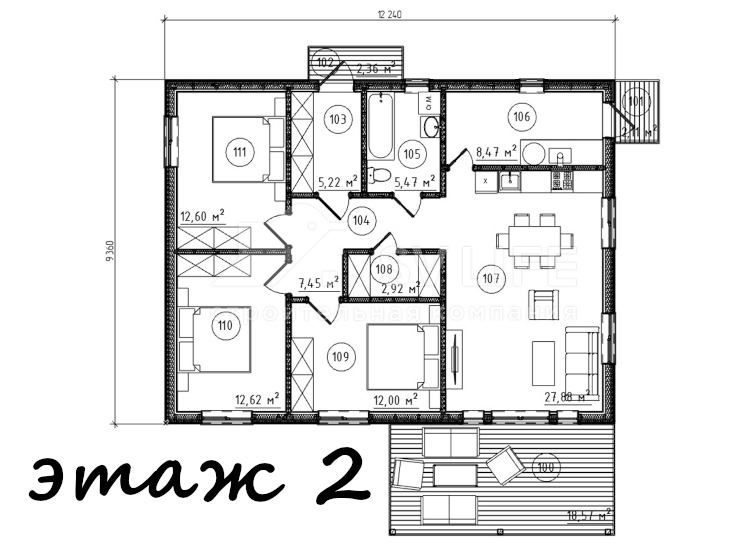 12 240
102
2,36 м²
101
2,11 м²
103
106
111
105
8,47 м²
5,22 м²
5,47 м²
X
12,60 м²
104
9 360
107
108
7,45 м²
2,92 м²
строительная компания
110
109
12,62 м²
12,00 м²
27,88 м²
100
этаж 2
18,57 м²